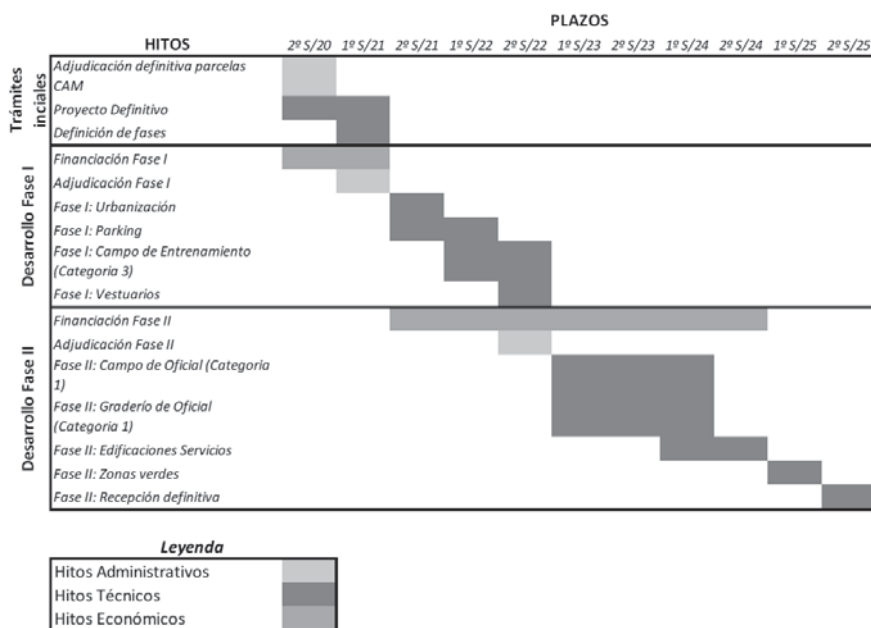 PLAZOS
HITOS 2º S/20 1º S/21 2º S/21 1º S/22 2º S/22 1º S/23 2º S/23 1º S/24 2º S/24 1º S/25 2º S/25
Trámites
inciales
Adjudicación definitiva parcelas
CAM
Proyecto Definitivo
Definición de fases
Desarrollo Fase I
Financiación Fase I
Adjudicación Fase I
Fase I: Urbanización
Fase I: Parking
Fase I: Campo de Entrenamiento
(Categoria 3)
Fase I: Vestuarios
Desarrollo Fase II
Financiación Fase II
Adjudicación Fase II
Fase II: Campo de Oficial (Categoria
1)
Fase II: Graderío de Oficial
(Categoria 1)
Fase II: Edificaciones Servicios
Fase II: Zonas verdes
Fase II: Recepción definitiva
Leyenda
Hitos Administrativos
Hitos Técnicos
Hitos Económicos